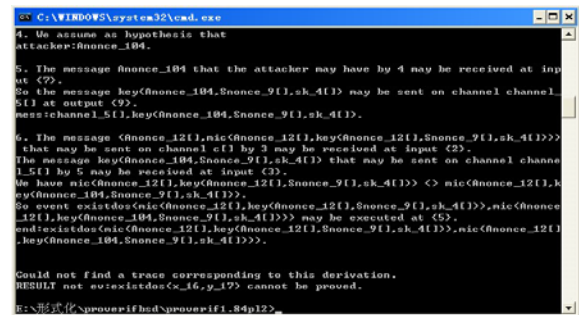 C:\WINDOWS\system32\cmd.exe
4. We assume as hypothesis that
attacker:Anonce_104.
5. The message Anonce_104 that the attacker may have by 4 may be received at inp
ut <7>.
So the message key(Anonce_104,Snonce_9[],sk_4[]) may be sent on channel channel_
5[] at output <9>.
mess:channel_5[],key(Anonce_104,Snonce_9[],sk_4[]).
6. The message (Anonce_12[],mic(Anonce_12[],key(Anonce_12[],Snonce_9[],sk_4[])))
that may be sent on channel c[] by 3 may be received at input <2>.
The message key(Anonce_104,Snonce_9[],sk_4[]) that may be sent on channel channe
l_5[] by 5 may be received at input <3>.
We have mic(Anonce_12[],key(Anonce_12[],Snonce_9[],sk_4[])) <> mic(Anonce_12[],k
ey(Anonce_104,Snonce_9[],sk_4[])).
So event existdos(mic(Anonce_12[],key(Anonce_12[],Snonce_9[],sk_4[])),mic(Anonce
_12[],key(Anonce_104,Snonce_9[],sk_4[]))) may be executed at <5>.
end:existdos(mic(Anonce_12[],key(Anonce_12[],Snonce_9[],sk_4[])),mic(Anonce_12[]
,key(Anonce_104,Snonce_9[],sk_4[]))).
Could not find a trace corresponding to this derivation.
RESULT not ev:existdos(x_16,y_17) cannot be proved.
E:\形式化\proverifbsd\proverif1.84pl2>_